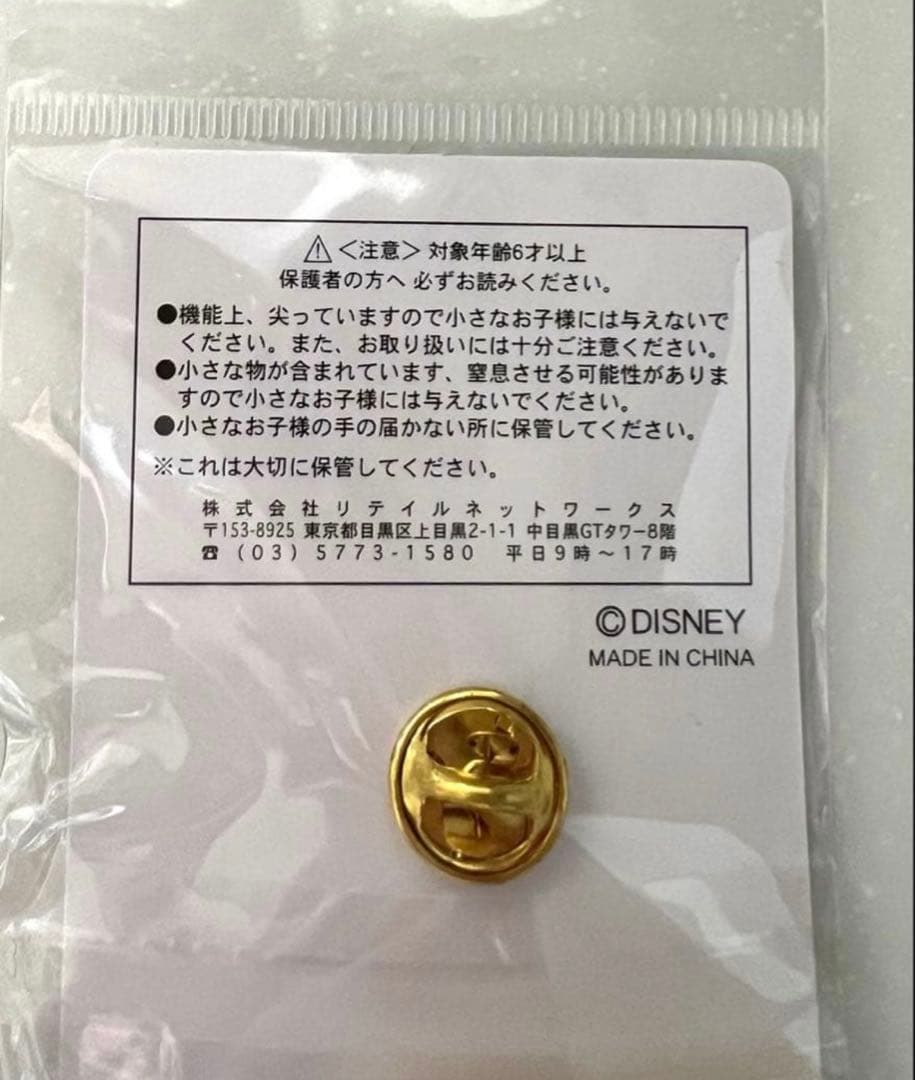 ⚠<注意> 対象年齢6才以上
保護者の方へ 必ずお読みください。
●機能上、尖っていますので小さなお子様には与えないで
ください。また、お取り扱いには十分ご注意ください。
●小さな物が含まれています、窒息させる可能性がありま
すので小さなお子様には与えないでください。
●小さなお子様の手の届かない所に保管してください。
※これは大切に保管してください。
株式会社リテイルネットワークス
〒153-8925 東京都目黒区上目黒2-1-1 中目黒GTタワー8階
☎(03)5773-1580 平日9時～17時
©DISNEY
MADE IN CHINA